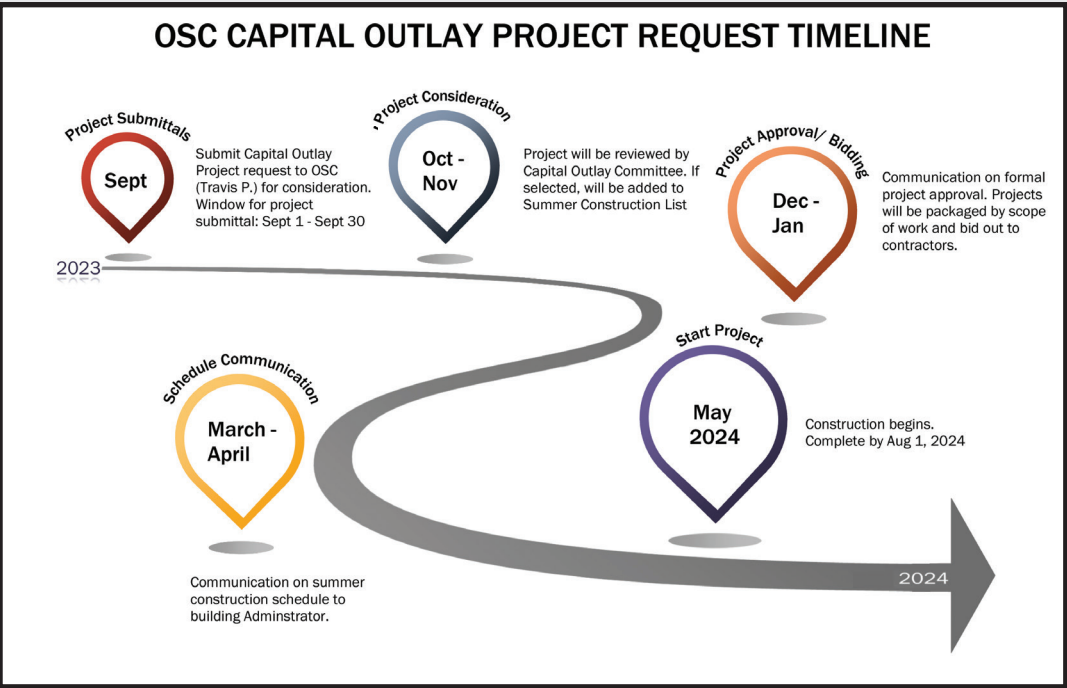 OSC CAPITAL OUTLAY PROJECT REQUEST TIMELINE
Project Submittals
Sept
Submit Capital Outlay
Project request to OSC
(Travis P.) for consideration.
Window for project
submittal: Sept 1 - Sept 30
'Project Consideration
Oct -
Nov
Project will be reviewed by
Capital Outlay Committee. If
selected, will be added to
Summer Construction List
Project Approval/ Bidding
Dec -
Jan
Communication on formal
project approval. Projects
will be packaged by scope
of work and bid out to
contractors.
2023
Schedule Communication
March -
April
Communication on summer
construction schedule to
building Adminstrator.
Start Project
May
2024
Construction begins.
Complete by Aug 1, 2024
2024